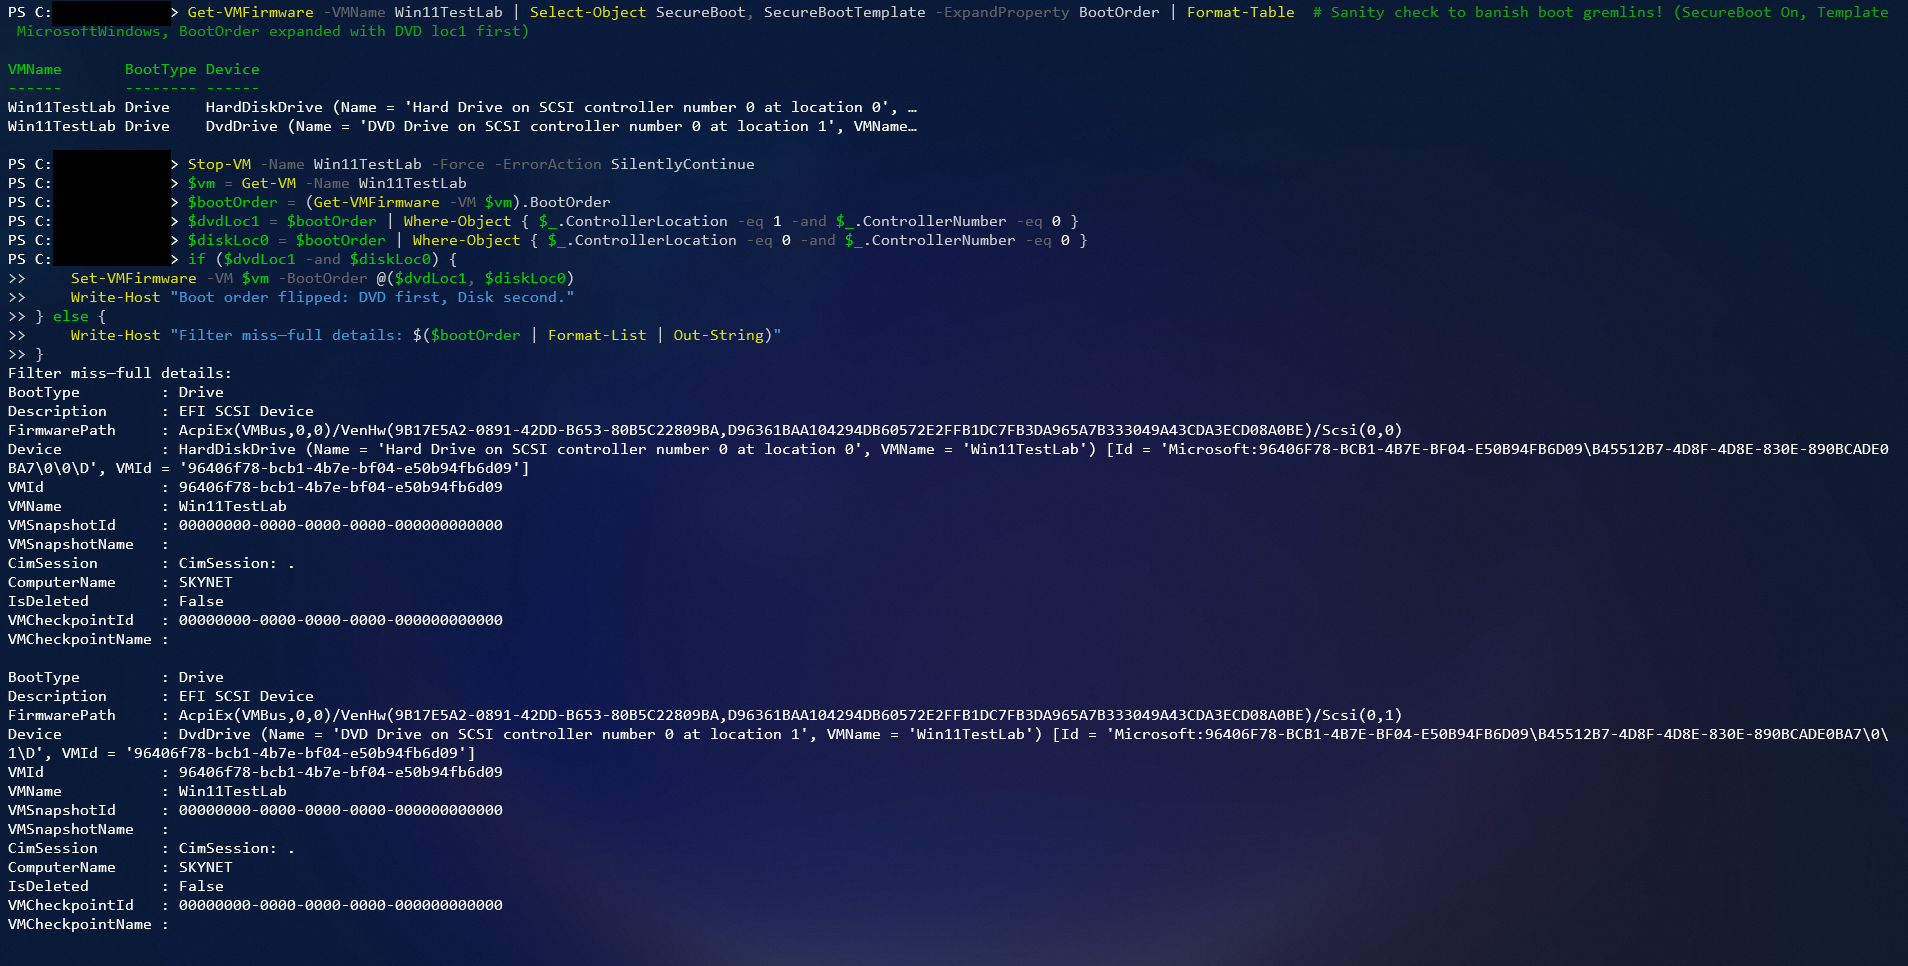 PS C:> Get-VMFirmware -VMName Win11TestLab | Select-Object SecureBoot, SecureBootTemplate -ExpandProperty BootOrder | Format-Table  # Sanity check to banish boot gremlins! (SecureBoot On, Template
 MicrosoftWindows, BootOrder expanded with DVD loc1 first)
VMName       BootType Device
------       -------- ------
Win11TestLab Drive    HardDiskDrive (Name = 'Hard Drive on SCSI controller number 0 at location 0', …
Win11TestLab Drive    DvdDrive (Name = 'DVD Drive on SCSI controller number 0 at location 1', VMName…
PS C:> Stop-VM -Name Win11TestLab -Force -ErrorAction SilentlyContinue
PS C:> $vm = Get-VM -Name Win11TestLab
PS C:> $bootOrder = (Get-VMFirmware -VM $vm).BootOrder
PS C:> $dvdLoc1 = $bootOrder | Where-Object { $_.ControllerLocation -eq 1 -and $_.ControllerNumber -eq 0 }
PS C:> $diskLoc0 = $bootOrder | Where-Object { $_.ControllerLocation -eq 0 -and $_.ControllerNumber -eq 0 }
PS C:> if ($dvdLoc1 -and $diskLoc0) {
>>     Set-VMFirmware -VM $vm -BootOrder @($dvdLoc1, $diskLoc0)
>>     Write-Host "Boot order flipped: DVD first, Disk second."
>> } else {
>>     Write-Host "Filter miss—full details: $($bootOrder | Format-List | Out-String)"
>> }
Filter miss—full details:
BootType          : Drive
Description       : EFI SCSI Device
FirmwarePath      : AcpiEx(VMBus,0,0)/VenHw(9B17E5A2-0891-42DD-B653-80B5C22809BA,D96361BAA104294DB60572E2FFB1DC7FB3DA965A7B333049A43CDA3ECD08A0BE)/Scsi(0,0)
Device            : HardDiskDrive (Name = 'Hard Drive on SCSI controller number 0 at location 0', VMName = 'Win11TestLab') [Id = 'Microsoft:96406F78-BCB1-4B7E-BF04-E50B94FB6D09\B45512B7-4D8F-4D8E-830E-890BCADE0
BA7\0\0\D', VMId = '96406f78-bcb1-4b7e-bf04-e50b94fb6d09']
VMId              : 96406f78-bcb1-4b7e-bf04-e50b94fb6d09
VMName            : Win11TestLab
VMSnapshotId      : 00000000-0000-0000-0000-000000000000
VMSnapshotName    :
CimSession        : CimSession: .
ComputerName      : SKYNET
IsDeleted         : False
VMCheckpointId    : 00000000-0000-0000-0000-000000000000
VMCheckpointName :
BootType          : Drive
Description       : EFI SCSI Device
FirmwarePath      : AcpiEx(VMBus,0,0)/VenHw(9B17E5A2-0891-42DD-B653-80B5C22809BA,D96361BAA104294DB60572E2FFB1DC7FB3DA965A7B333049A43CDA3ECD08A0BE)/Scsi(0,1)
Device            : DvdDrive (Name = 'DVD Drive on SCSI controller number 0 at location 1', VMName = 'Win11TestLab') [Id = 'Microsoft:96406F78-BCB1-4B7E-BF04-E50B94FB6D09\B45512B7-4D8F-4D8E-830E-890BCADE0BA7\0\
1\D', VMId = '96406f78-bcb1-4b7e-bf04-e50b94fb6d09']
VMId              : 96406f78-bcb1-4b7e-bf04-e50b94fb6d09
VMName            : Win11TestLab
VMSnapshotId      : 00000000-0000-0000-0000-000000000000
VMSnapshotName    :
CimSession        : CimSession: .
ComputerName      : SKYNET
IsDeleted         : False
VMCheckpointId    : 00000000-0000-0000-0000-000000000000
VMCheckpointName :